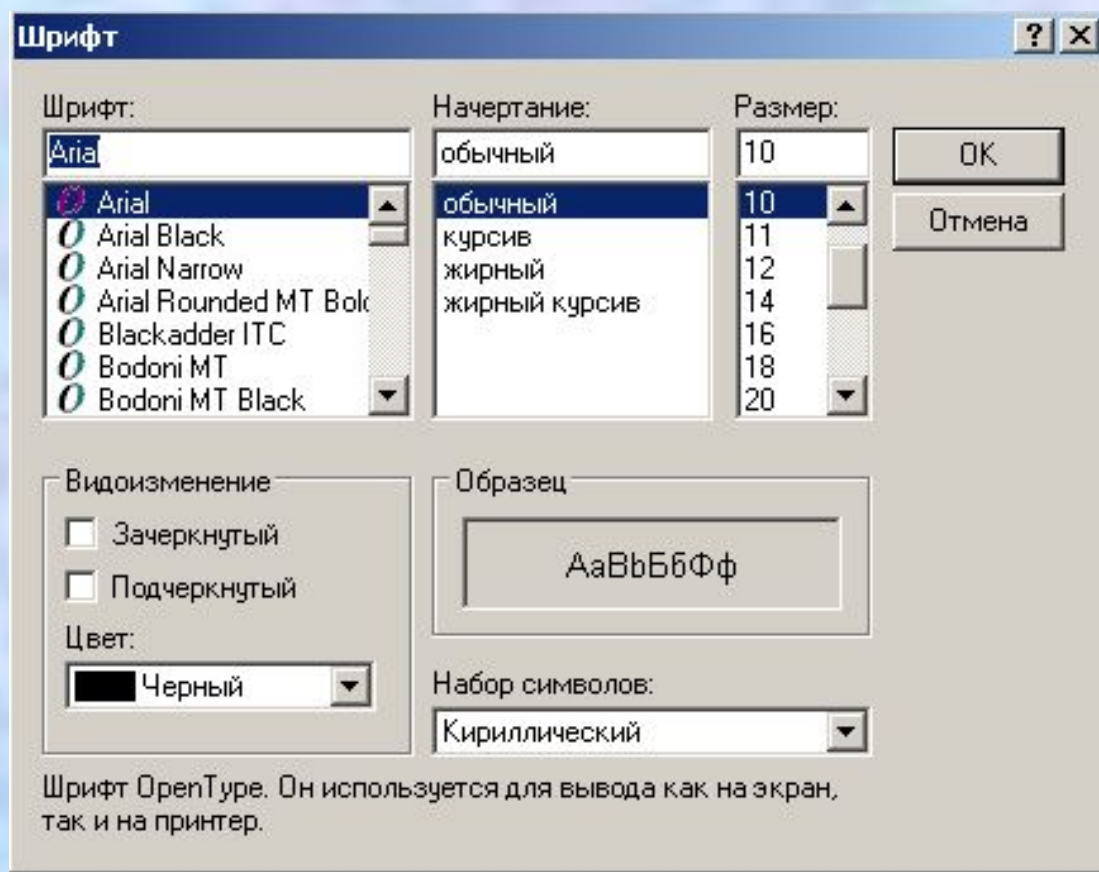 Шрифт
Шрифт:
Arial
Arial
Arial Black
Arial Narrow
Arial Rounded MT Bolc
Blackadder ITC
Bodoni MT
Bodoni MT Black
Начертание:
обычный
обычный
курсив
жирный
жирный курсив
Размер:
10
10
11
12
14
16
18
20
OK
Отмена
Видоизменение
Зачеркнутый
Подчеркнутый
Цвет:
Черный
Образец
АаBbБбФф
Набор символов:
Кириллический
Шрифт OpenType. Он используется для вывода как на экран,
так и на принтер.